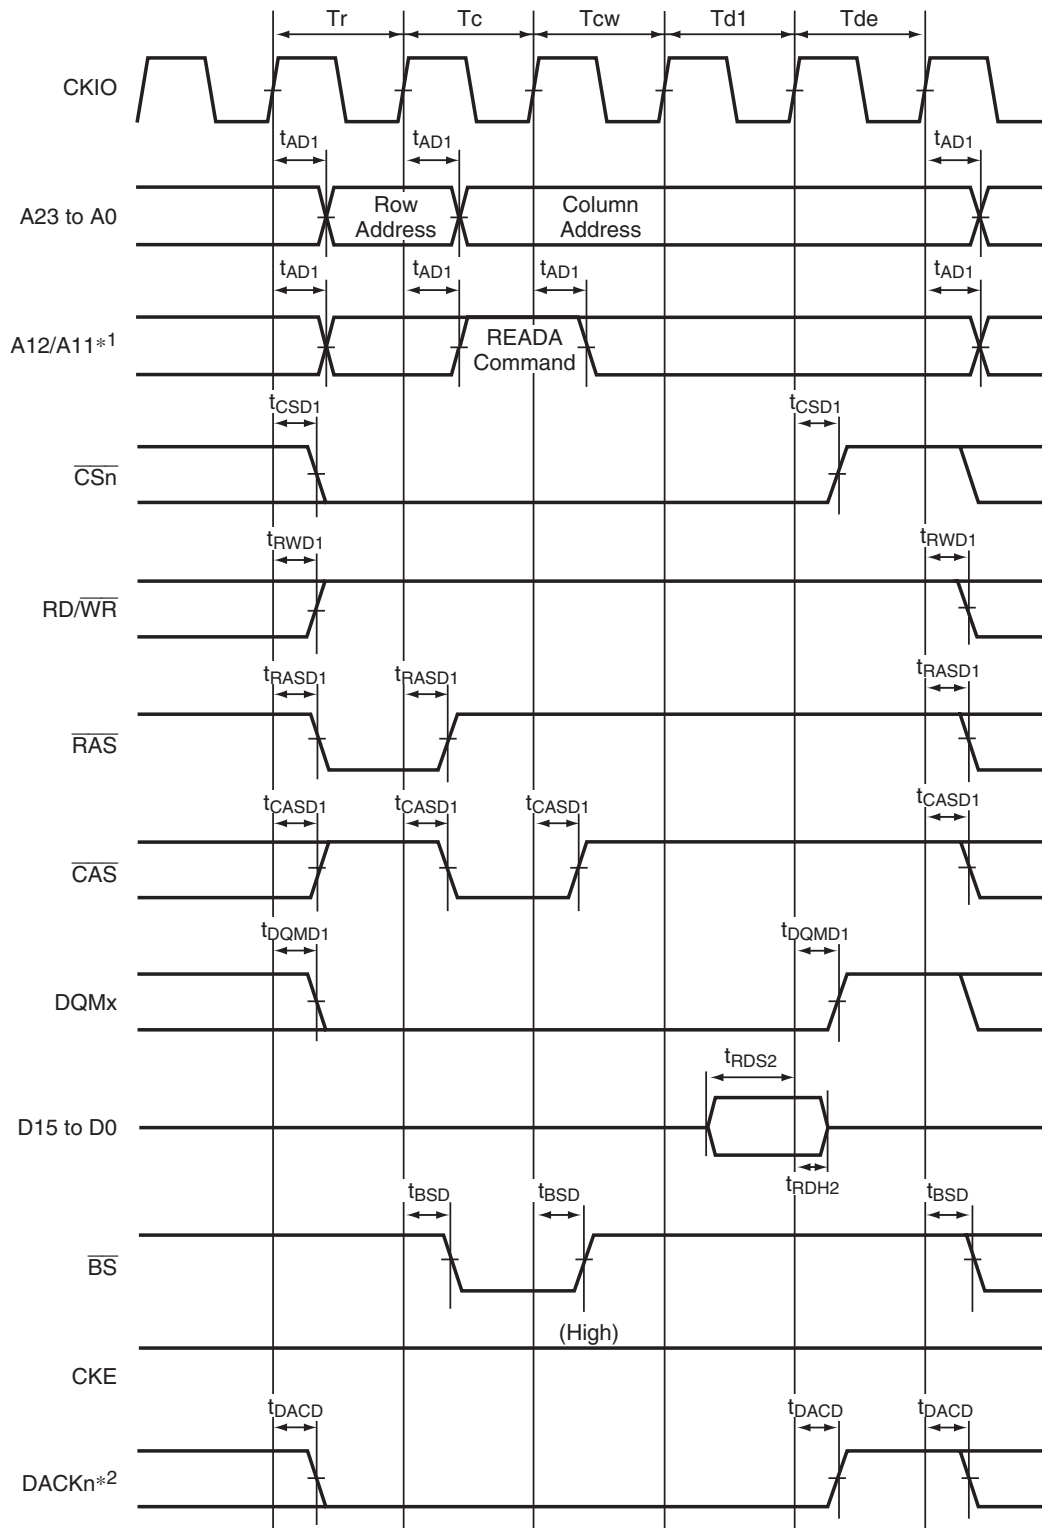 Tr Tc Tcw Td1 Tde
CKIO
tAD1 tAD1 tAD1
A23 to A0 Row Address Column Address
tAD1 tAD1 tAD1 tAD1
A12/A11*1 READA Command
tCSD1 tCSD1
CSn
tRWD1 tRWD1
RD/WR
tRASD1 tRASD1 tRASD1
RAS
tCASD1 tCASD1 tCASD1 tCASD1
CAS
tDQMD1 tDQMD1
DQMx
tRDS2
D15 to D0
tRDH2
tBSD tBSD tBSD
BS
(High)
CKE
tDACD tDACD tDACD
DACKn*2